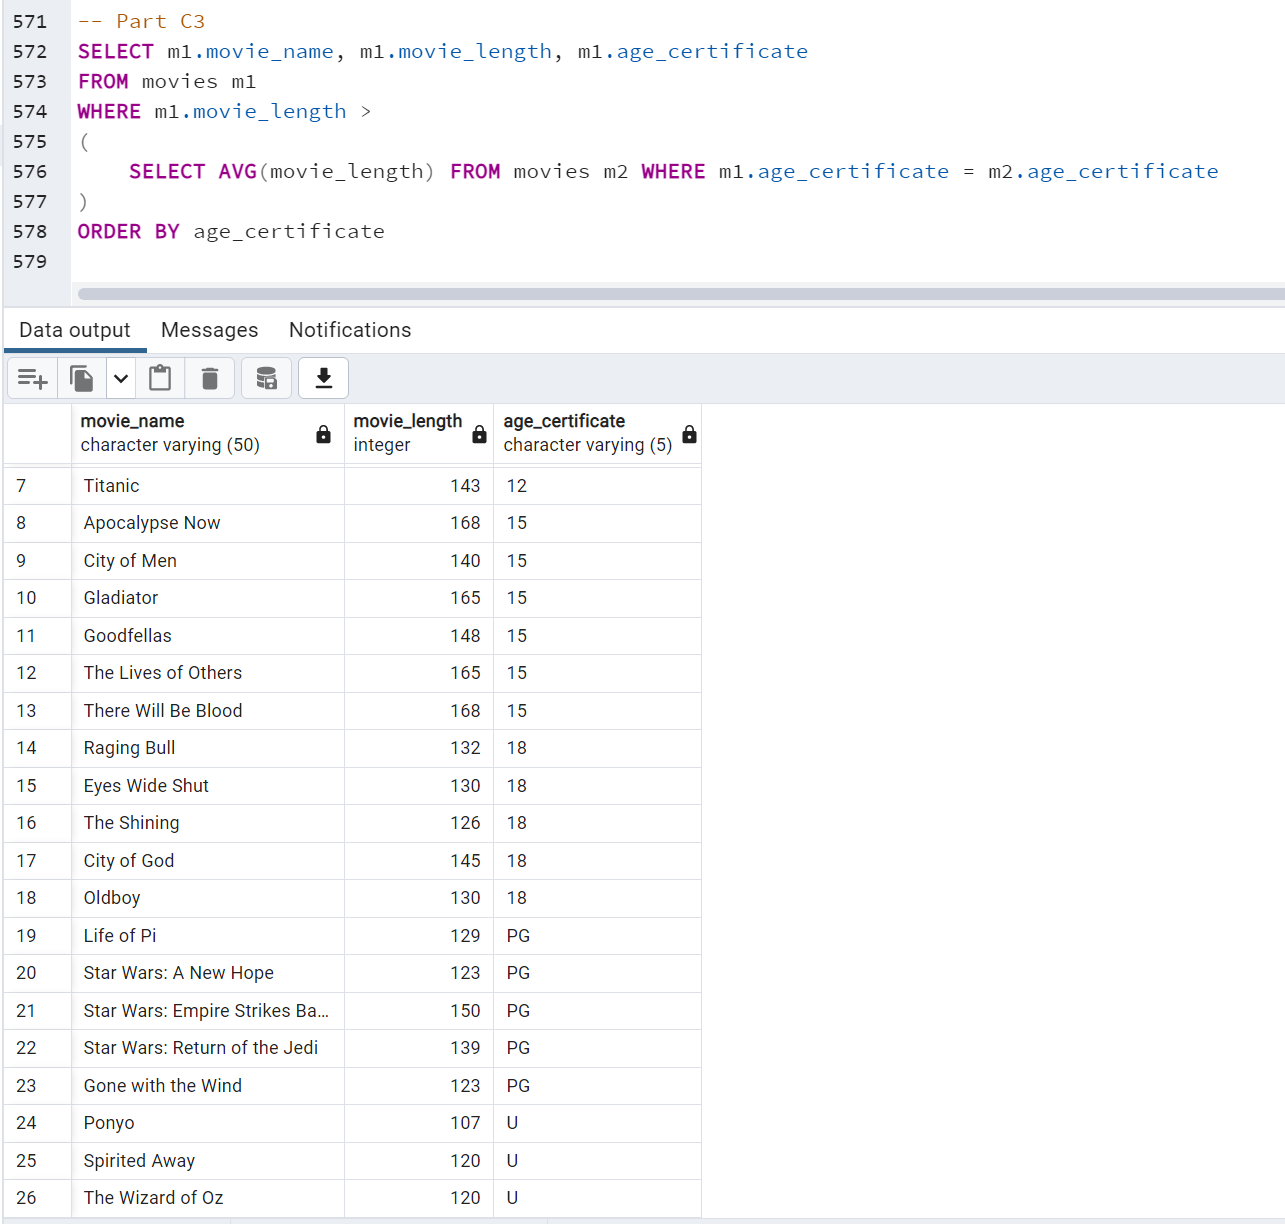 571 -- Part C3
572 SELECT m1.movie_name, m1.movie_length, m1.age_certificate
573 FROM movies m1
574 WHERE m1.movie_length >
575 (
576 SELECT AVG(movie_length) FROM movies m2 WHERE m1.age_certificate = m2.age_certificate
577 )
578 ORDER BY age_certificate
579
Data output Messages Notifications
movie_name movie_length age_certificate
character varying (50) integer character varying (5)
7 Titanic 143 12
8 Apocalypse Now 168 15
9 City of Men 140 15
10 Gladiator 165 15
11 Goodfellas 148 15
12 The Lives of Others 165 15
13 There Will Be Blood 168 15
14 Raging Bull 132 18
15 Eyes Wide Shut 130 18
16 The Shining 126 18
17 City of God 145 18
18 Oldboy 130 18
19 Life of Pi 129 PG
20 Star Wars: A New Hope 123 PG
21 Star Wars: Empire Strikes Ba... 150 PG
22 Star Wars: Return of the Jedi 139 PG
23 Gone with the Wind 123 PG
24 Ponyo 107 U
25 Spirited Away 120 U
26 The Wizard of Oz 120 U